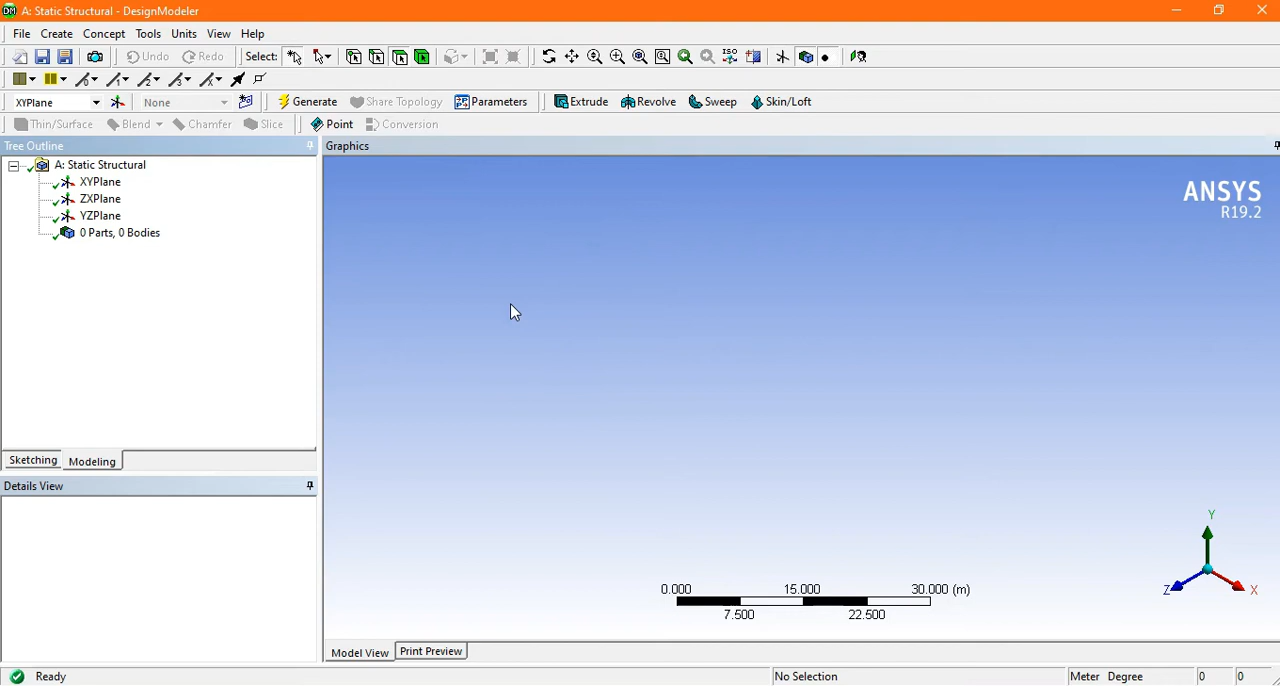 A: Static Structural - DesignModeler
File Create Concept Tools Units View Help
Undo Redo Select: ISO
XYPlane None Generate Share Topology Parameters Extrude Revolve Sweep Skin/Loft
Thin/Surface Blend Chamfer Slice Point Conversion
Tree Outline
A: Static Structural
XYPlane
ZXPlane
YZPlane
0 Parts, 0 Bodies
Sketching Modeling
Details View
Graphics
ANSYS
R19.2
Y
Z X
0.000 15.000 30.000 (m)
7.500 22.500
Model View Print Preview
Ready No Selection Meter Degree 0 0